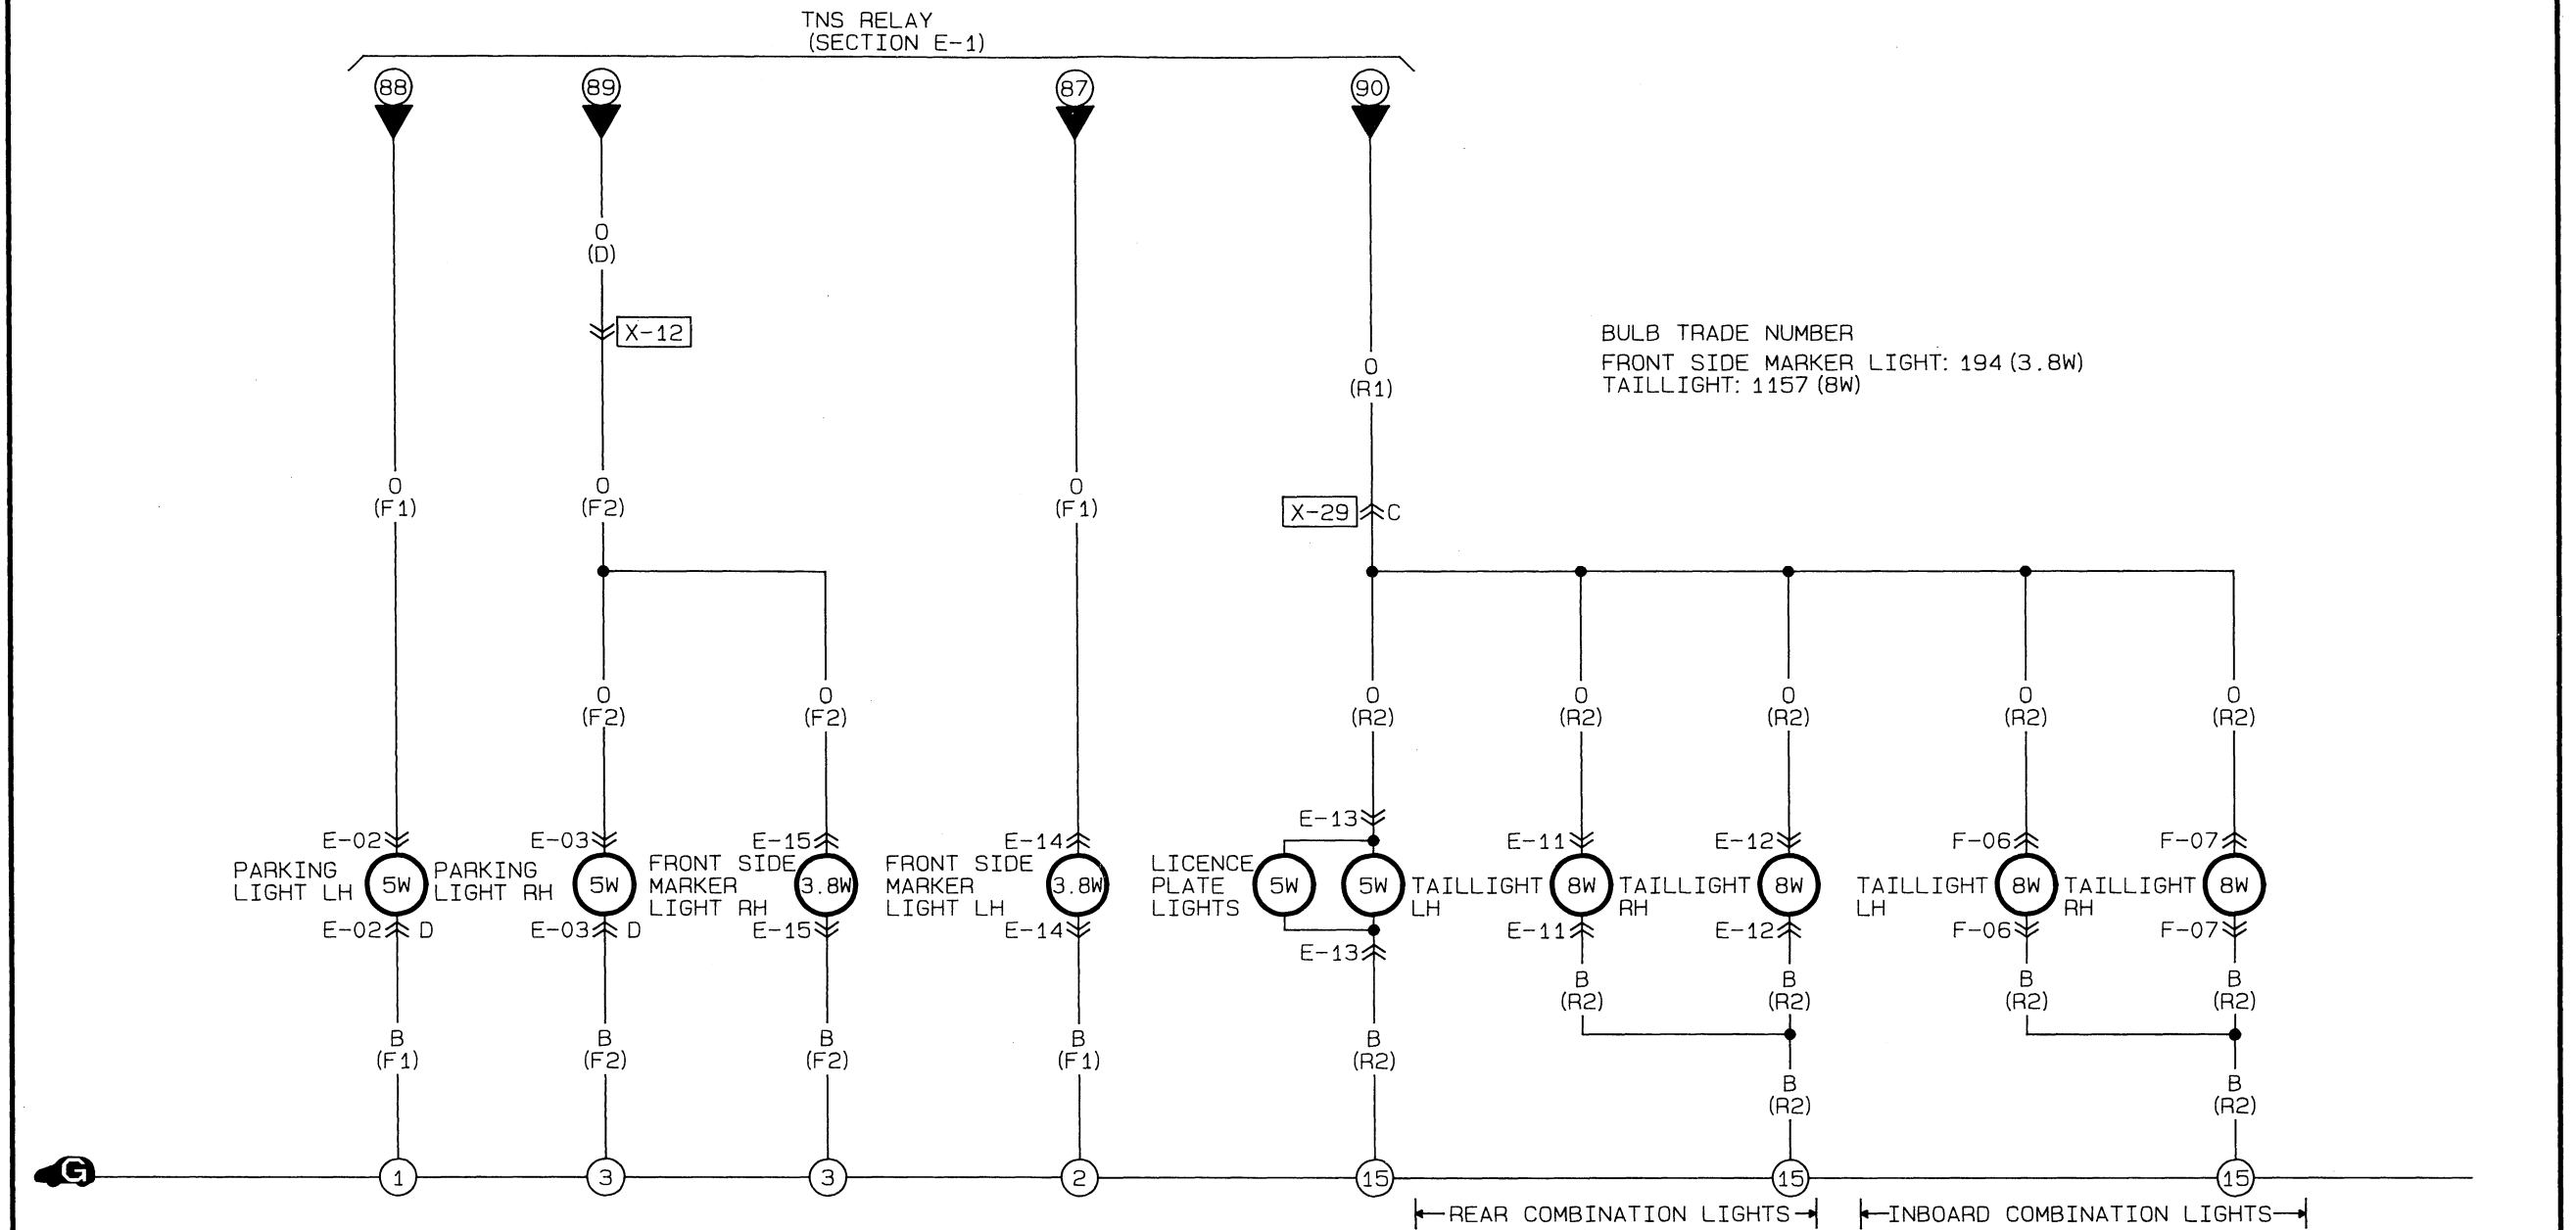 TNS RELAY
(SECTION E-1)
88 89 87 90
O
(D)
X-12
BULB TRADE NUMBER
FRONT SIDE MARKER LIGHT: 194 (3.8W)
TAILLIGHT: 1157 (8W)
O
(R1)
O O O
(F1) (F2) (F1)
X-29 C
O O O O O O O
(F2) (F2) (R2) (R2) (R2) (R2) (R2)
E-13
E-02 E-03 E-15 E-14 E-11 E-12 F-06 F-07
PARKING
LIGHT LH
5W
PARKING
LIGHT RH
5W
FRONT SIDE
MARKER
LIGHT RH
3.8W
FRONT SIDE
MARKER
LIGHT LH
3.8W
LICENCE
PLATE
LIGHTS
5W 5W
TAILLIGHT
LH
8W
TAILLIGHT
RH
8W
TAILLIGHT
LH
8W
TAILLIGHT
RH
8W
E-02 D E-03 D E-15 E-14 E-11 E-12 F-06 F-07
E-13
B B B B
(R2) (R2) (R2) (R2)
B B B B B
(F1) (F2) (F2) (F1) (R2)
B B
(R2) (R2)
G 1 3 3 2 15 15 15
REAR COMBINATION LIGHTS INBOARD COMBINATION LIGHTS